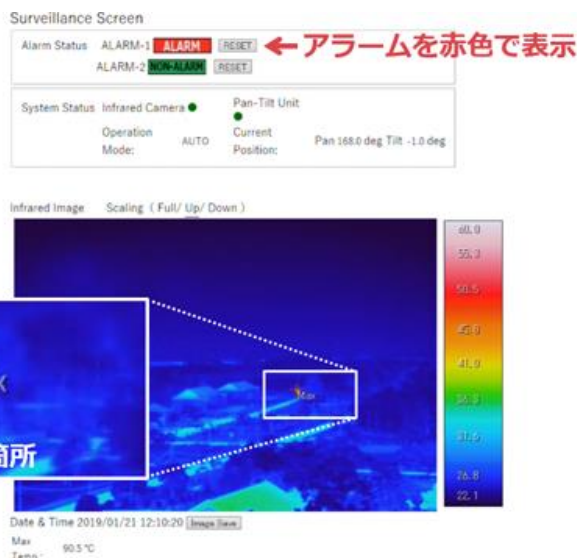 Surveillance Screen
Alarm Status ALARM-1 ALARM RESET ←アラームを赤色で表示
ALARM-2 NON-ALARM RESET
System Status Infrared Camera Pan-Tilt Unit
Operation Mode: AUTO Current Position: Pan 168.0 deg Tilt -1.0 deg
Infrared Image Scaling ( Full/ Up/ Down )
60.0
55.3
50.5
45.8
41.0
36.3
31.5
26.8
22.1
Max
箇所
Date & Time 2019/01/21 12:10:20 Image Save
Max Temp.: 90.5 ℃